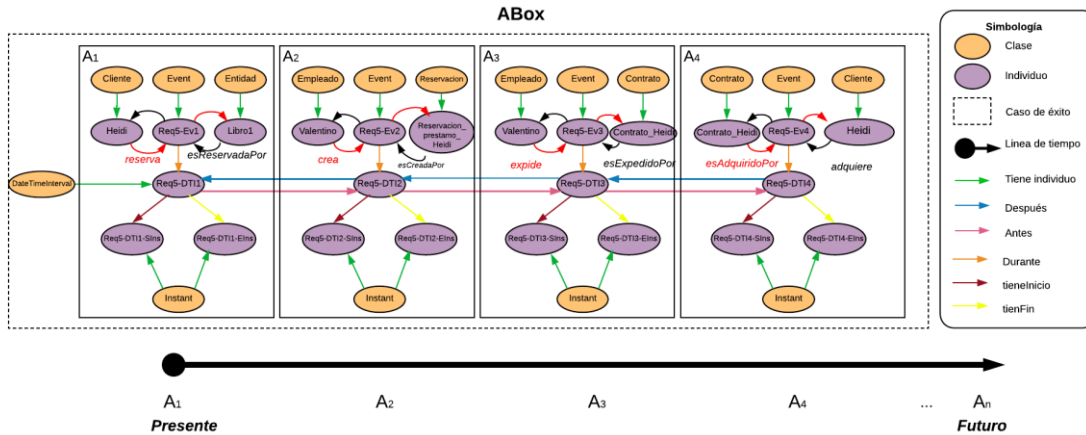 ABox
A1
Cliente
Event
Entidad
Heidi
Req5-Ev1
Libro1
reserva
esReservadaPor
DateTimeInterval
Req5-DTI1
Req5-DTI1-SIns
Req5-DTI1-EIns
Instant
A2
Empleado
Event
Reservacion
Valentino
Req5-Ev2
Reservacion_
prestamo_
Heidi
crea
esCreadaPor
Req5-DTI2
Req5-DTI2-SIns
Req5-DTI2-EIns
Instant
A3
Empleado
Event
Contrato
Valentino
Req5-Ev3
Contrato_Heidi
expide
esExpedidoPor
Req5-DTI3
Req5-DTI3-SIns
Req5-DTI3-EIns
Instant
A4
Contrato
Event
Cliente
Contrato_Heidi
Req5-Ev4
Heidi
esAdquiridoPor
adquiere
Req5-DTI4
Req5-DTI4-SIns
Req5-DTI4-EIns
Instant
Simbología
Clase
Individuo
Caso de éxito
Linea de tiempo
Tiene individuo
Después
Antes
Durante
tieneInicio
tienFin
A1 A2 A3 A4 ... An
Presente Futuro